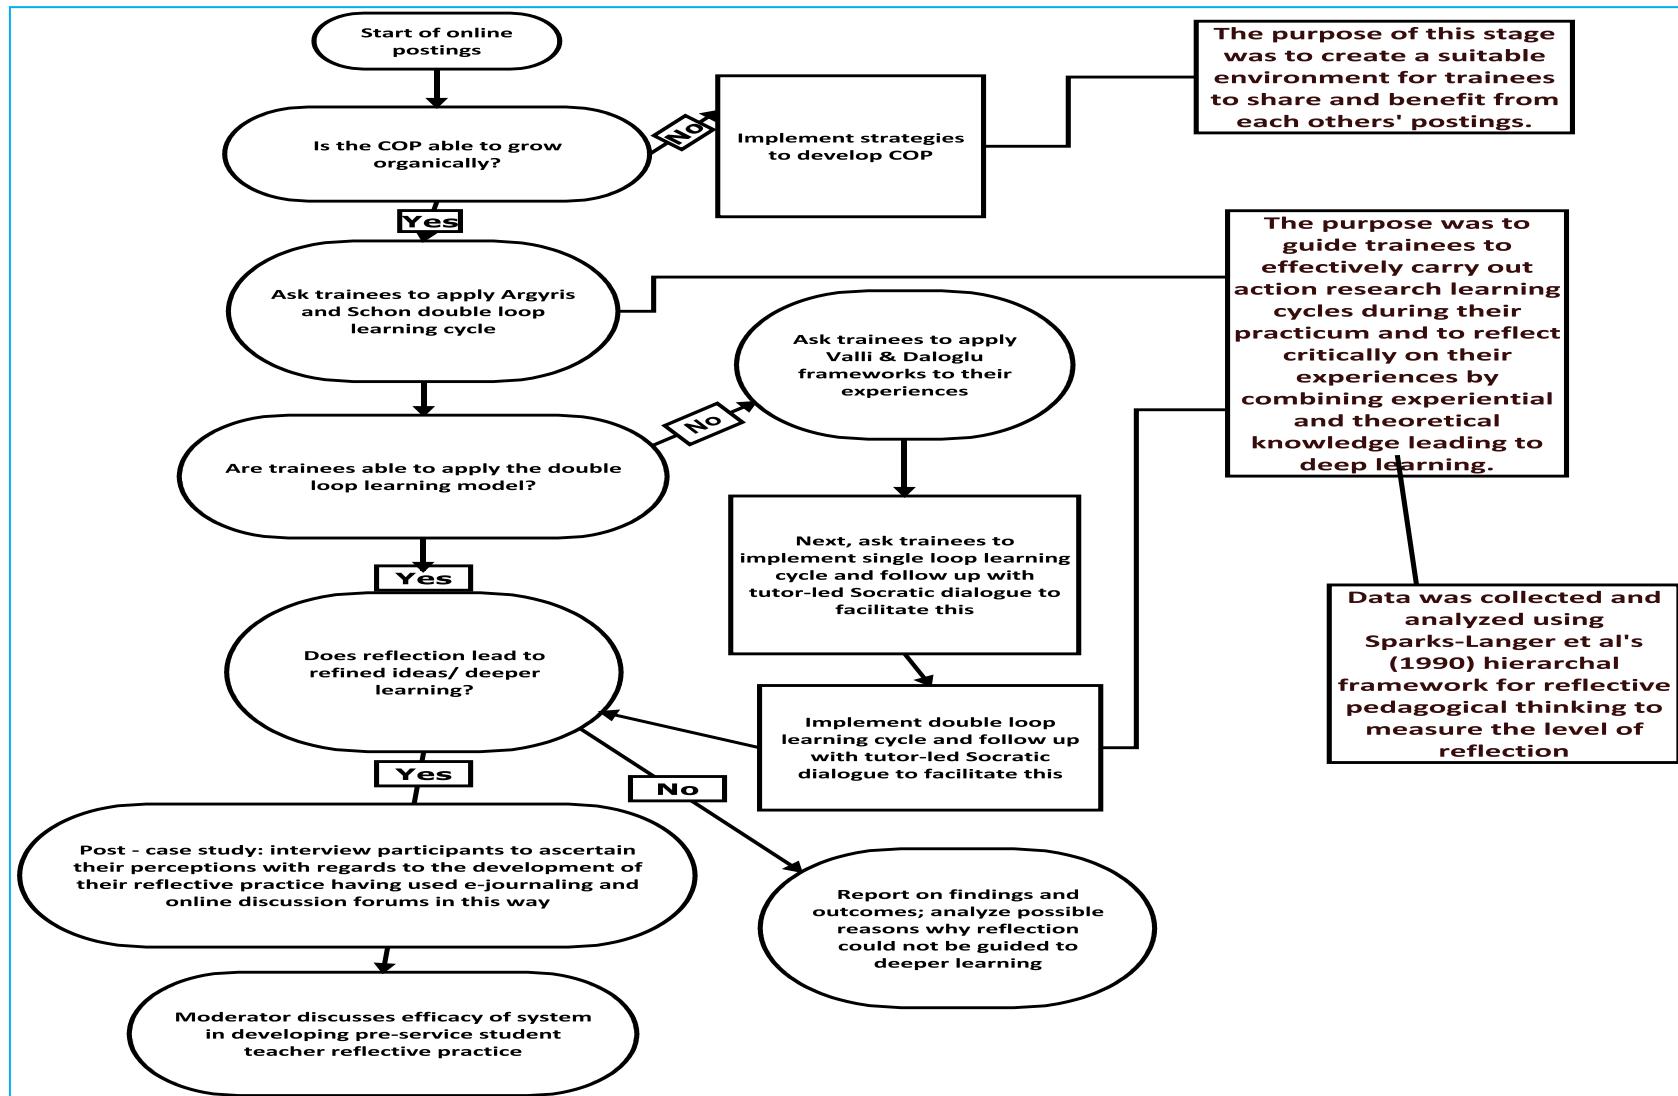 Start of online
postings
The purpose of this stage
was to create a suitable
environment for trainees
to share and benefit from
each others' postings.
Is the COP able to grow
organically?
No
Implement strategies
to develop COP
Yes
Ask trainees to apply Argyris
and Schon double loop
learning cycle
The purpose was to
guide trainees to
effectively carry out
action research learning
cycles during their
practicum and to reflect
critically on their
experiences by
combining experiential
and theoretical
knowledge leading to
deep learning.
Ask trainees to apply
Valli & Daloglu
frameworks to their
experiences
No
Are trainees able to apply the double
loop learning model?
Next, ask trainees to
implement single loop learning
cycle and follow up with
tutor-led Socratic dialogue to
facilitate this
Yes
Data was collected and
analyzed using
Sparks-Langer et al's
(1990) hierarchal
framework for reflective
pedagogical thinking to
measure the level of
reflection
Does reflection lead to
refined ideas/ deeper
learning?
Implement double loop
learning cycle and follow up
with tutor-led Socratic
dialogue to facilitate this
Yes
No
Post - case study: interview participants to ascertain
their perceptions with regards to the development of
their reflective practice having used e-journaling and
online discussion forums in this way
Report on findings and
outcomes; analyze possible
reasons why reflection
could not be guided to
deeper learning
Moderator discusses efficacy of system
in developing pre-service student
teacher reflective practice